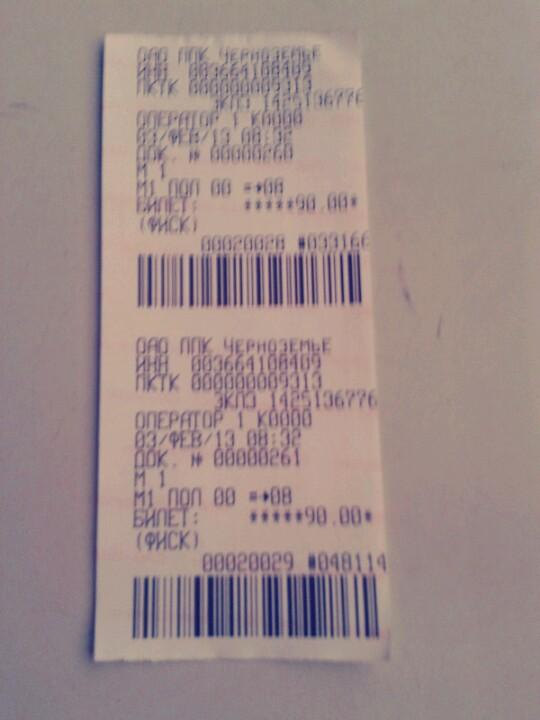 ОАО ППК ЧЕРНОЗЕМЬЕ
ИНН 003664108409
ПКТК 000000009313
ЭКЛЗ 1425136776
ОПЕРАТОР 1 К0000
03/ФЕВ/13 08:32
ДОК. № 00000260
М 1
М1 ПОЛ 00 =➔08
БИЛЕТ: *****90.00*
(ФИСК)
00020028 #033166
ОАО ППК ЧЕРНОЗЕМЬЕ
ИНН 003664108409
ПКТК 000000009313
ЭКЛЗ 1425136776
ОПЕРАТОР 1 К0000
03/ФЕВ/13 08:32
ДОК. № 00000261
М 1
М1 ПОЛ 00 =➔08
БИЛЕТ: *****90.00*
(ФИСК)
00020029 #048114